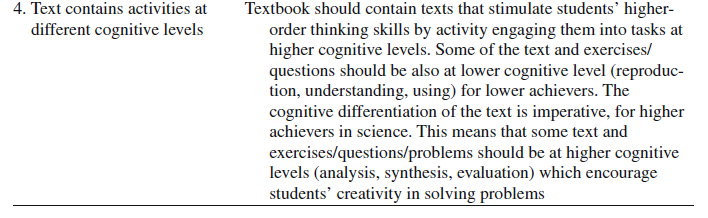 4. Text contains activities at
different cognitive levels
Textbook should contain texts that stimulate students’ higher-
order thinking skills by activity engaging them into tasks at
higher cognitive levels. Some of the text and exercises/
questions should be also at lower cognitive level (reproduc-
tion, understanding, using) for lower achievers. The
cognitive differentiation of the text is imperative, for higher
achievers in science. This means that some text and
exercises/questions/problems should be at higher cognitive
levels (analysis, synthesis, evaluation) which encourage
students’ creativity in solving problems